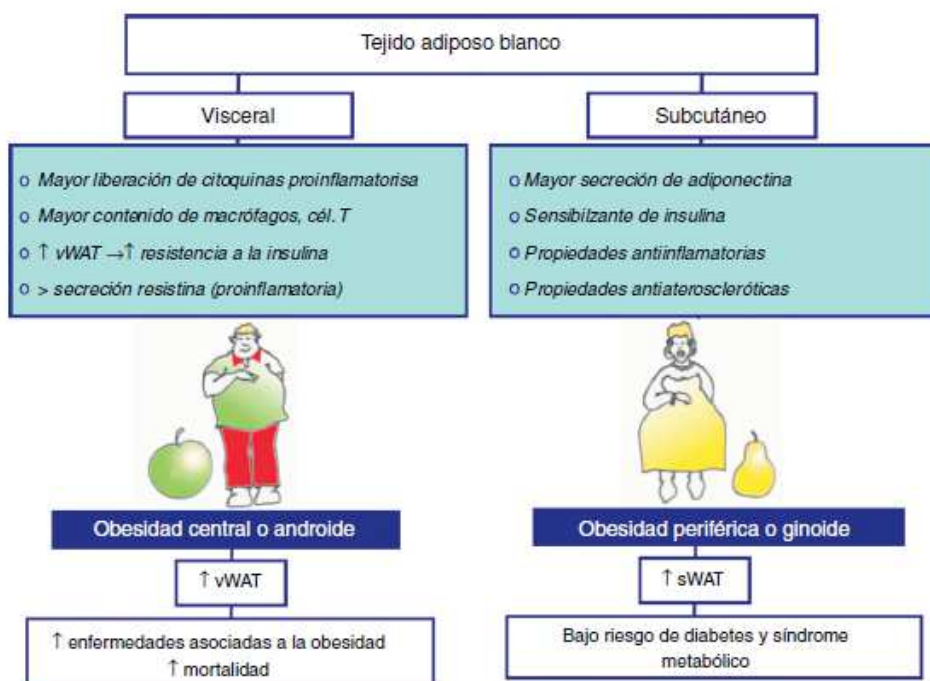 Tejido adiposo blanco
Visceral
o Mayor liberación de citoquinas proinflamatorisa
o Mayor contenido de macrófagos, cél. T
o ↑ vWAT →↑ resistencia a la insulina
o > secreción resistina (proinflamatoria)
Obesidad central o androide
↑ vWAT
↑ enfermedades asociadas a la obesidad
↑ mortalidad
Subcutáneo
o Mayor secreción de adiponectina
o Sensibilzante de insulina
o Propiedades antiinflamatorias
o Propiedades antiateroscleróticas
Obesidad periférica o ginoide
↑ sWAT
Bajo riesgo de diabetes y síndrome
metabólico